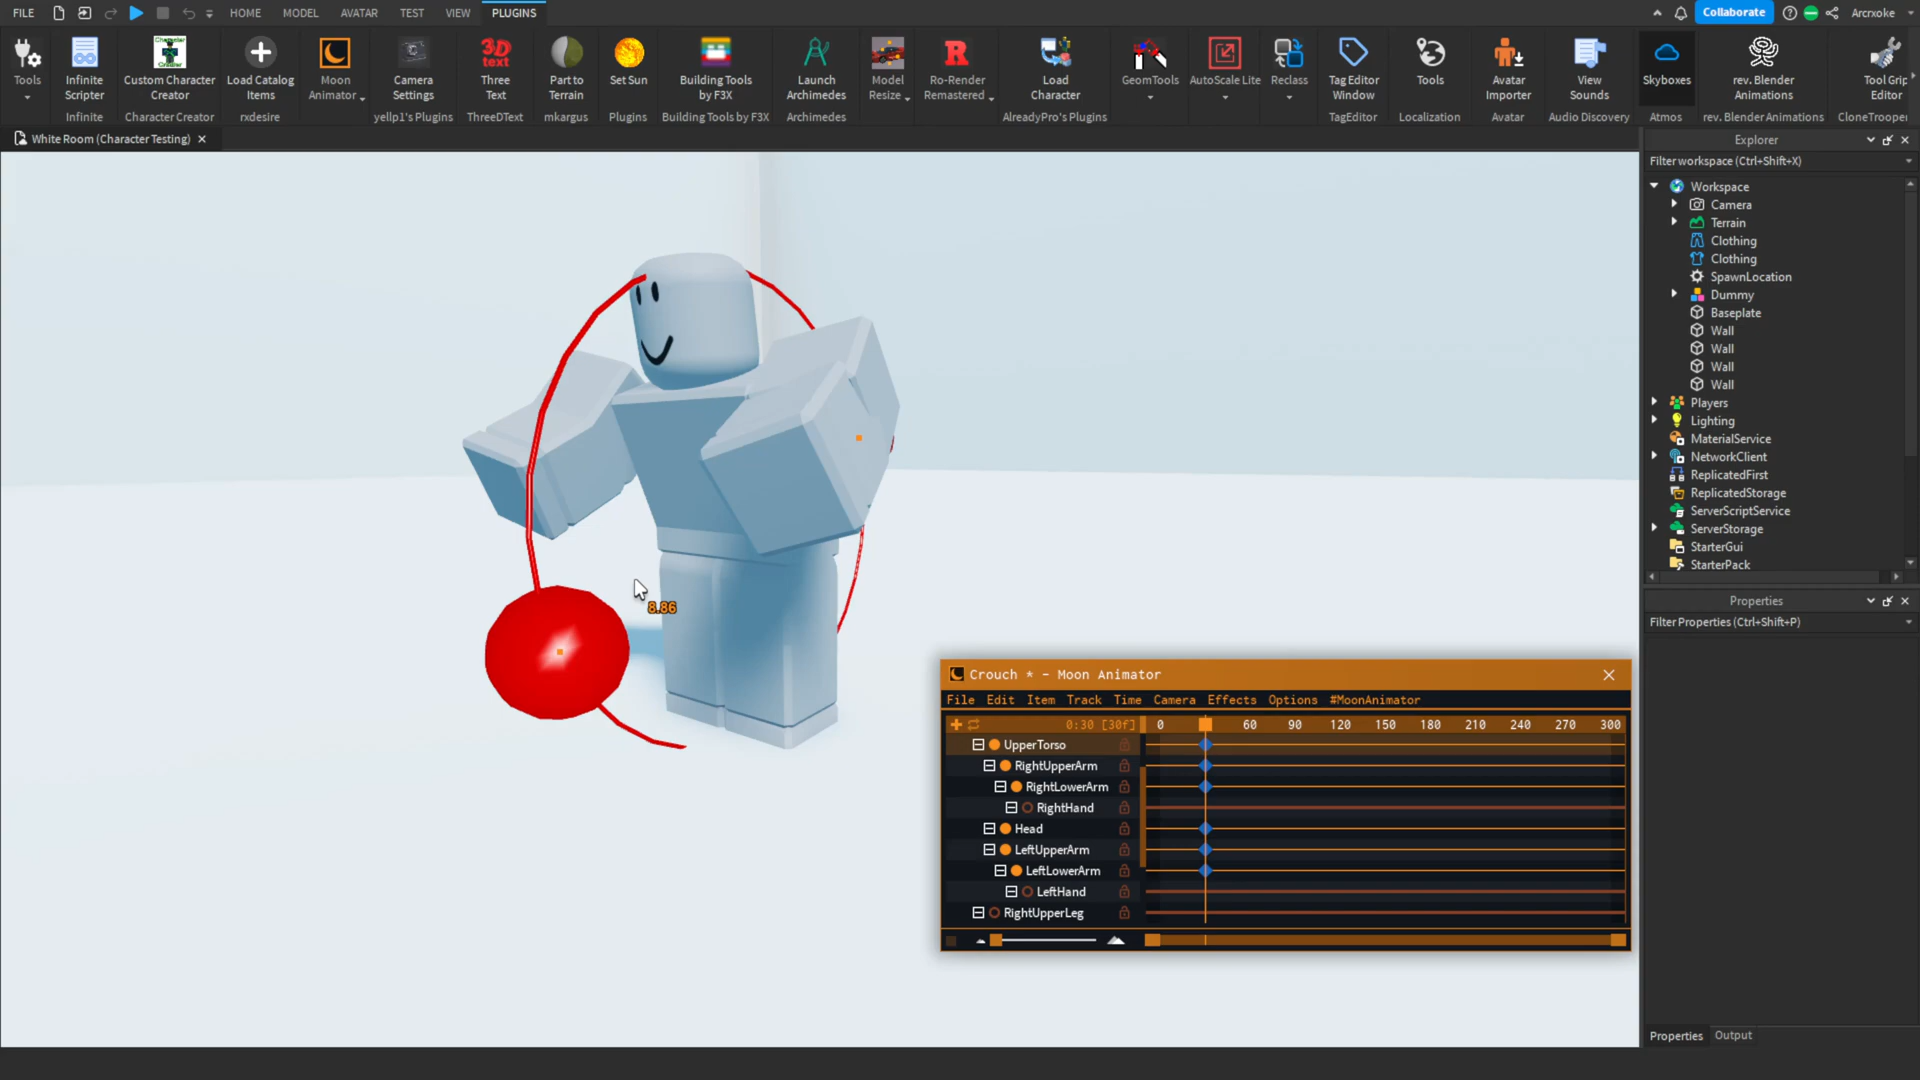 FILE HOME MODEL AVATAR TEST VIEW PLUGINS Collaborate Arcrxoke
Tools
Infinite Scripter
Custom Character Creator
Load Catalog Items
Moon Animator
Camera Settings
Three Text
Part to Terrain
Set Sun
Building Tools by F3X
Launch Archimedes
Model Resize
Ro-Render Remastered
Load Character
GeomTools
AutoScale Lite
Reclass
Tag Editor Window
Tools
Avatar Importer
View Sounds
Skyboxes
rev. Blender Animations
Tool Grip Editor
3D text
Character Creator
Infinite rxdesire Character Creator yellp1's Plugins ThreeDText mkargus Plugins Building Tools by F3X Archimedes AlreadyPro's Plugins TagEditor Localization Avatar Audio Discovery Atmos rev. Blender Animations CloneTrooper
White Room (Character Testing)
Explorer
Filter workspace (Ctrl+Shift+X)
Workspace
Camera
Terrain
Clothing
Clothing
SpawnLocation
Dummy
Baseplate
Wall
Wall
Wall
Wall
Players
Lighting
MaterialService
NetworkClient
ReplicatedFirst
ReplicatedStorage
ServerScriptService
ServerStorage
StarterGui
StarterPack
Properties
Filter Properties (Ctrl+Shift+P)
8.86
Crouch * - Moon Animator
File Edit Item Track Time Camera Effects Options #MoonAnimator
0:30 [30f] 0 60 90 120 150 180 210 240 270 300
UpperTorso
RightUpperArm
RightLowerArm
RightHand
Head
LeftUpperArm
LeftLowerArm
LeftHand
RightUpperLeg
Properties Output